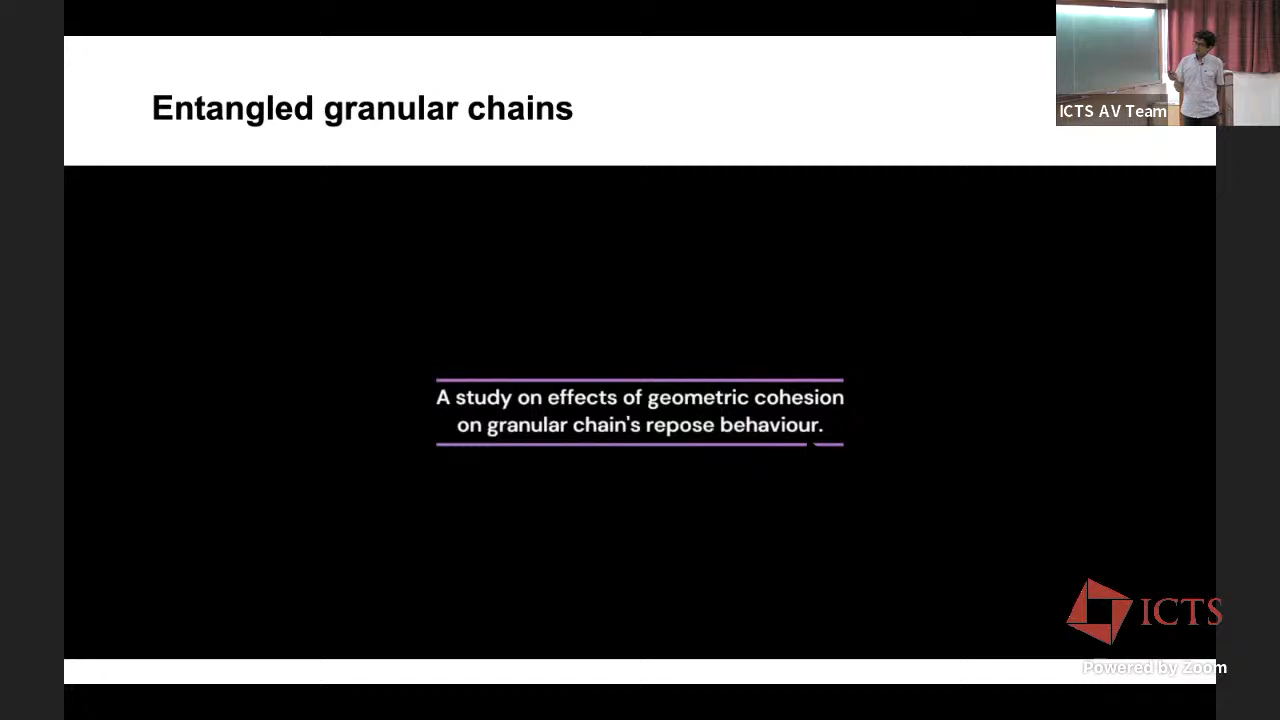 Entangled granular chains
ICTS AV Team
A study on effects of geometric cohesion
on granular chain's repose behaviour.
ICTS
Powered by Zoom